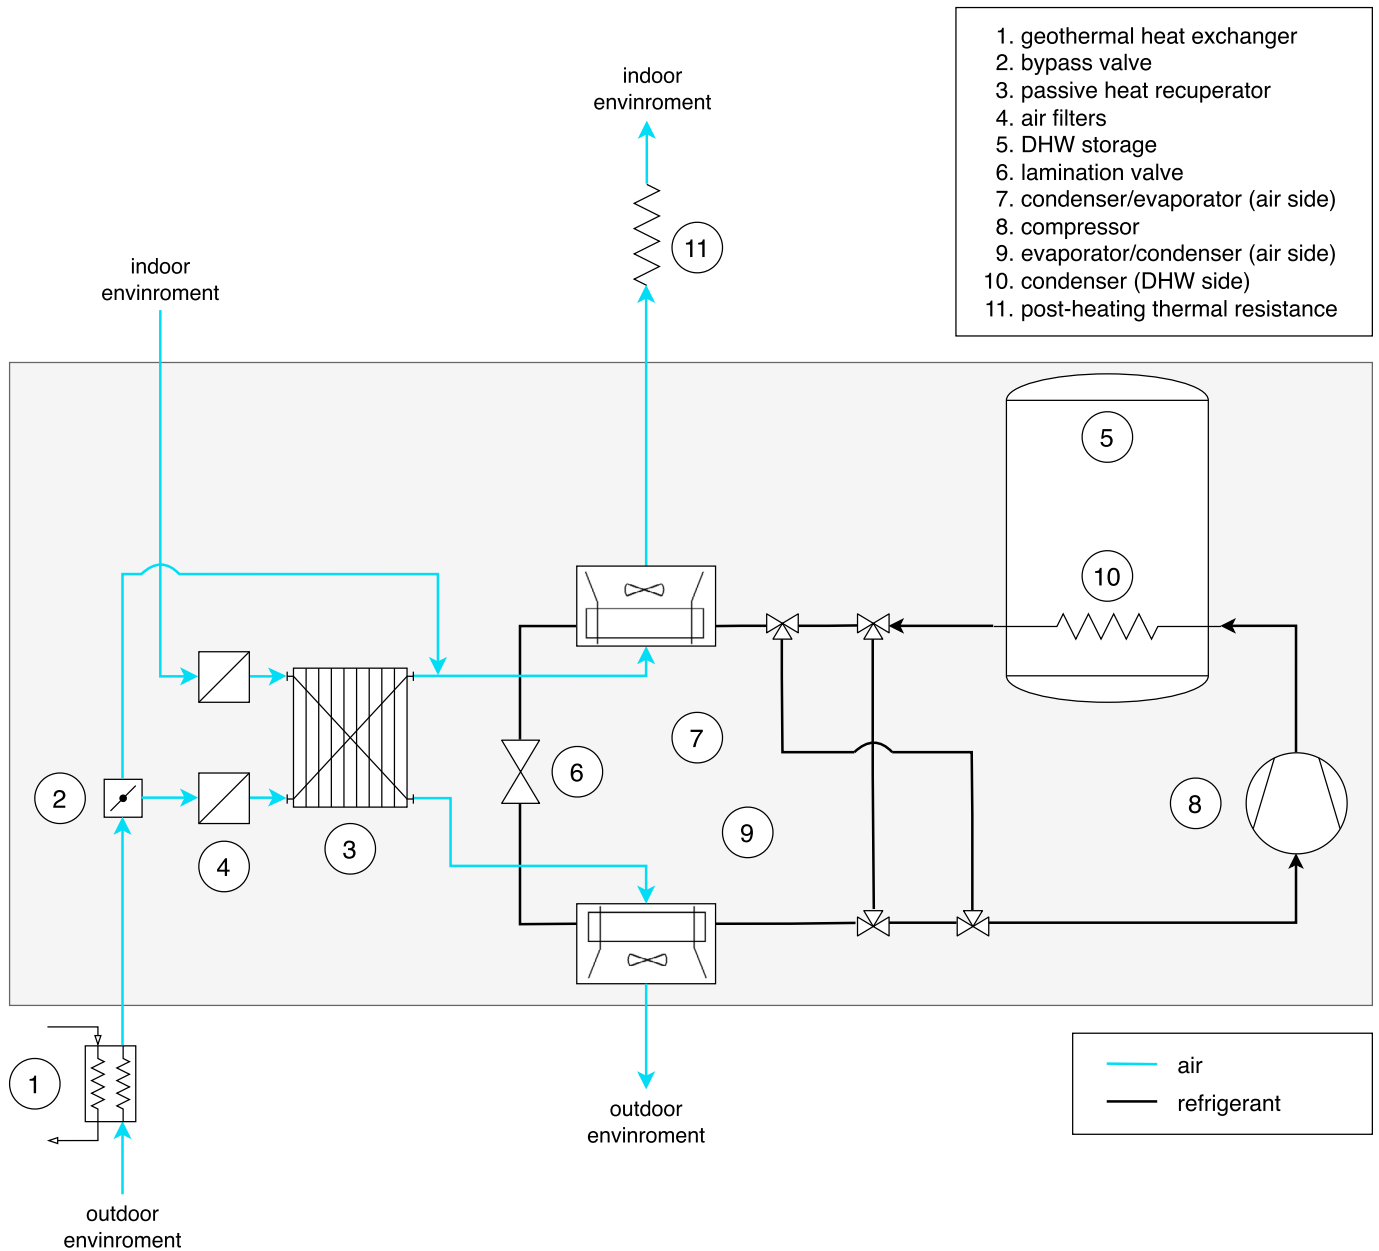 1. geothermal heat exchanger
2. bypass valve
3. passive heat recuperator
4. air filters
5. DHW storage
6. lamination valve
7. condenser/evaporator (air side)
8. compressor
9. evaporator/condenser (air side)
10. condenser (DHW side)
11. post-heating thermal resistance
indoor
envinroment
11
indoor
envinroment
5
10
7
6
2
8
9
3
4
1
air
refrigerant
outdoor
envinroment
outdoor
envinroment